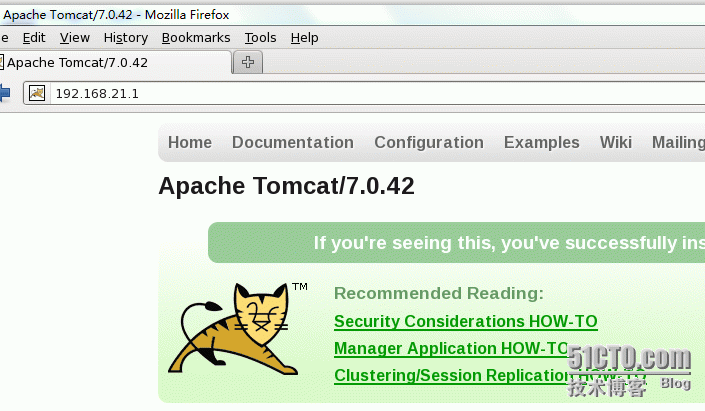 Apache Tomcat/7.0.42 - Mozilla Firefox
e Edit View History Bookmarks Tools Help
Apache Tomcat/7.0.42
192.168.21.1
Home Documentation Configuration Examples Wiki Mailing
Apache Tomcat/7.0.42
If you're seeing this, you've successfully ins
TM
Recommended Reading:
Security Considerations HOW-TO
Manager Application HOW-TO
Clustering/Session Replication HOW-TO
51CTO.com
技术博客 Blog